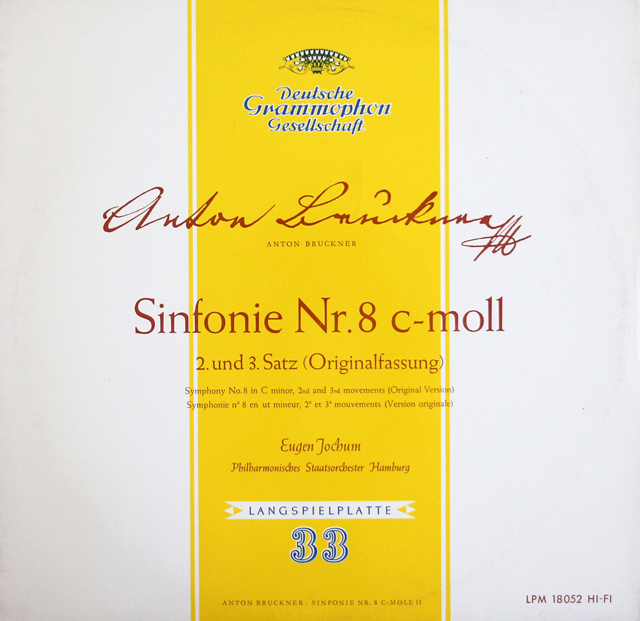 Deutsche
Grammophon
Gesellschaft
Anton Bruckner
ANTON BRUCKNER
Sinfonie Nr. 8 c-moll
2. und 3. Satz (Originalfassung)
Symphony No. 8 in C minor, 2nd and 3rd movements (Original Version)
Symphonie n° 8 en ut mineur, 2e et 3e mouvements (Version originale)
Eugen Jochum
Philharmonisches Staatsorchester Hamburg
LANGSPIELPLATTE
33
ANTON BRUCKNER · SINFONIE NR. 8 C-MOLL II
LPM 18052 HI-FI